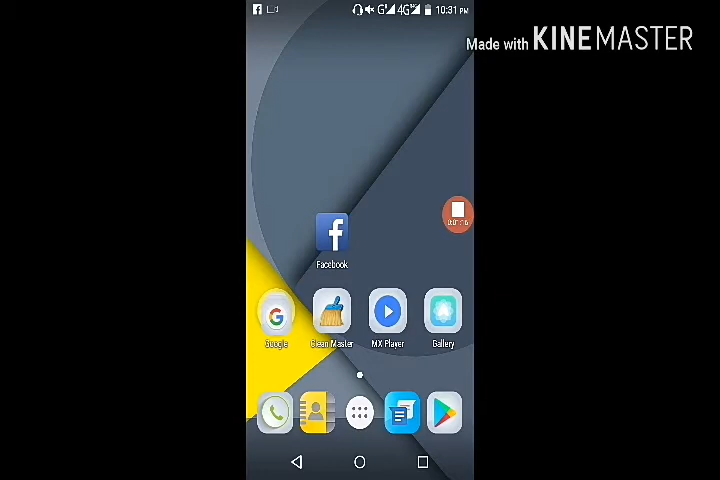 G 4G 10:31 PM
Made with KINEMASTER
Facebook
Google
Clean Master
MX Player
Gallery